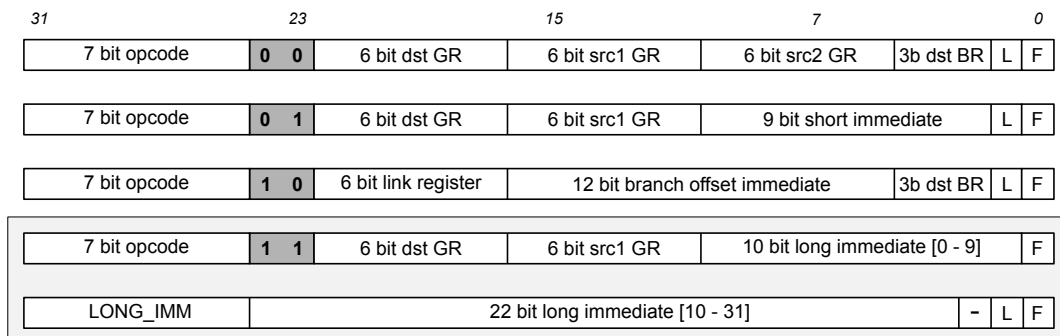 31 23 15 7 0
7 bit opcode 0 0 6 bit dst GR 6 bit src1 GR 6 bit src2 GR 3b dst BR L F
7 bit opcode 0 1 6 bit dst GR 6 bit src1 GR 9 bit short immediate L F
7 bit opcode 1 0 6 bit link register 12 bit branch offset immediate 3b dst BR L F
7 bit opcode 1 1 6 bit dst GR 6 bit src1 GR 10 bit long immediate [0 - 9] F
LONG_IMM 22 bit long immediate [10 - 31] - L F